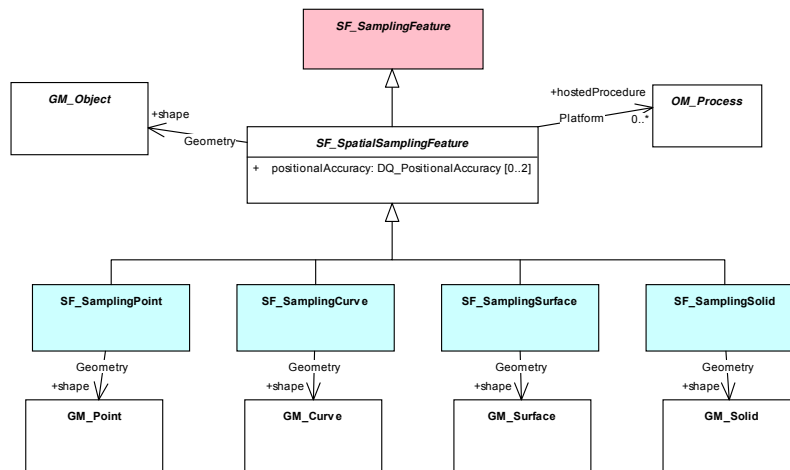 SF_SamplingFeature
GM_Object
+shape
Geometry
+hostedProcedure
Platform
0..*
OM_Process
SF_SpatialSamplingFeature
+ positionalAccuracy: DQ_PositionalAccuracy [0..2]
SF_SamplingPoint
SF_SamplingCurve
SF_SamplingSurface
SF_SamplingSolid
Geometry
Geometry
Geometry
Geometry
+shape
+shape
+shape
+shape
GM_Point
GM_Curve
GM_Surface
GM_Solid